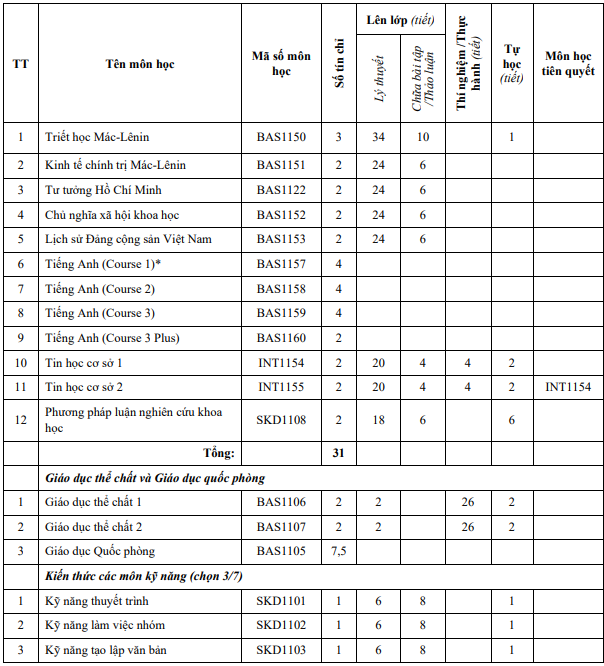 TT Tên môn học Mã số môn học Số tín chỉ Lên lớp (tiết) Lý thuyết Chữa bài tập /Thảo luận Thí nghiệm /Thực hành (tiết) Tự học (tiết) Môn học tiên quyết
1 Triết học Mác-Lênin BAS1150 3 34 10 1
2 Kinh tế chính trị Mác-Lênin BAS1151 2 24 6
3 Tư tưởng Hồ Chí Minh BAS1122 2 24 6
4 Chủ nghĩa xã hội khoa học BAS1152 2 24 6
5 Lịch sử Đảng cộng sản Việt Nam BAS1153 2 24 6
6 Tiếng Anh (Course 1)* BAS1157 4
7 Tiếng Anh (Course 2) BAS1158 4
8 Tiếng Anh (Course 3) BAS1159 4
9 Tiếng Anh (Course 3 Plus) BAS1160 2
10 Tin học cơ sở 1 INT1154 2 20 4 4 2
11 Tin học cơ sở 2 INT1155 2 20 4 4 2 INT1154
12 Phương pháp luận nghiên cứu khoa học SKD1108 2 18 6 6
Tổng: 31
Giáo dục thể chất và Giáo dục quốc phòng
1 Giáo dục thể chất 1 BAS1106 2 2 26 2
2 Giáo dục thể chất 2 BAS1107 2 2 26 2
3 Giáo dục Quốc phòng BAS1105 7,5
Kiến thức các môn kỹ năng (chọn 3/7)
1 Kỹ năng thuyết trình SKD1101 1 6 8 1
2 Kỹ năng làm việc nhóm SKD1102 1 6 8 1
3 Kỹ năng tạo lập văn bản SKD1103 1 6 8 1